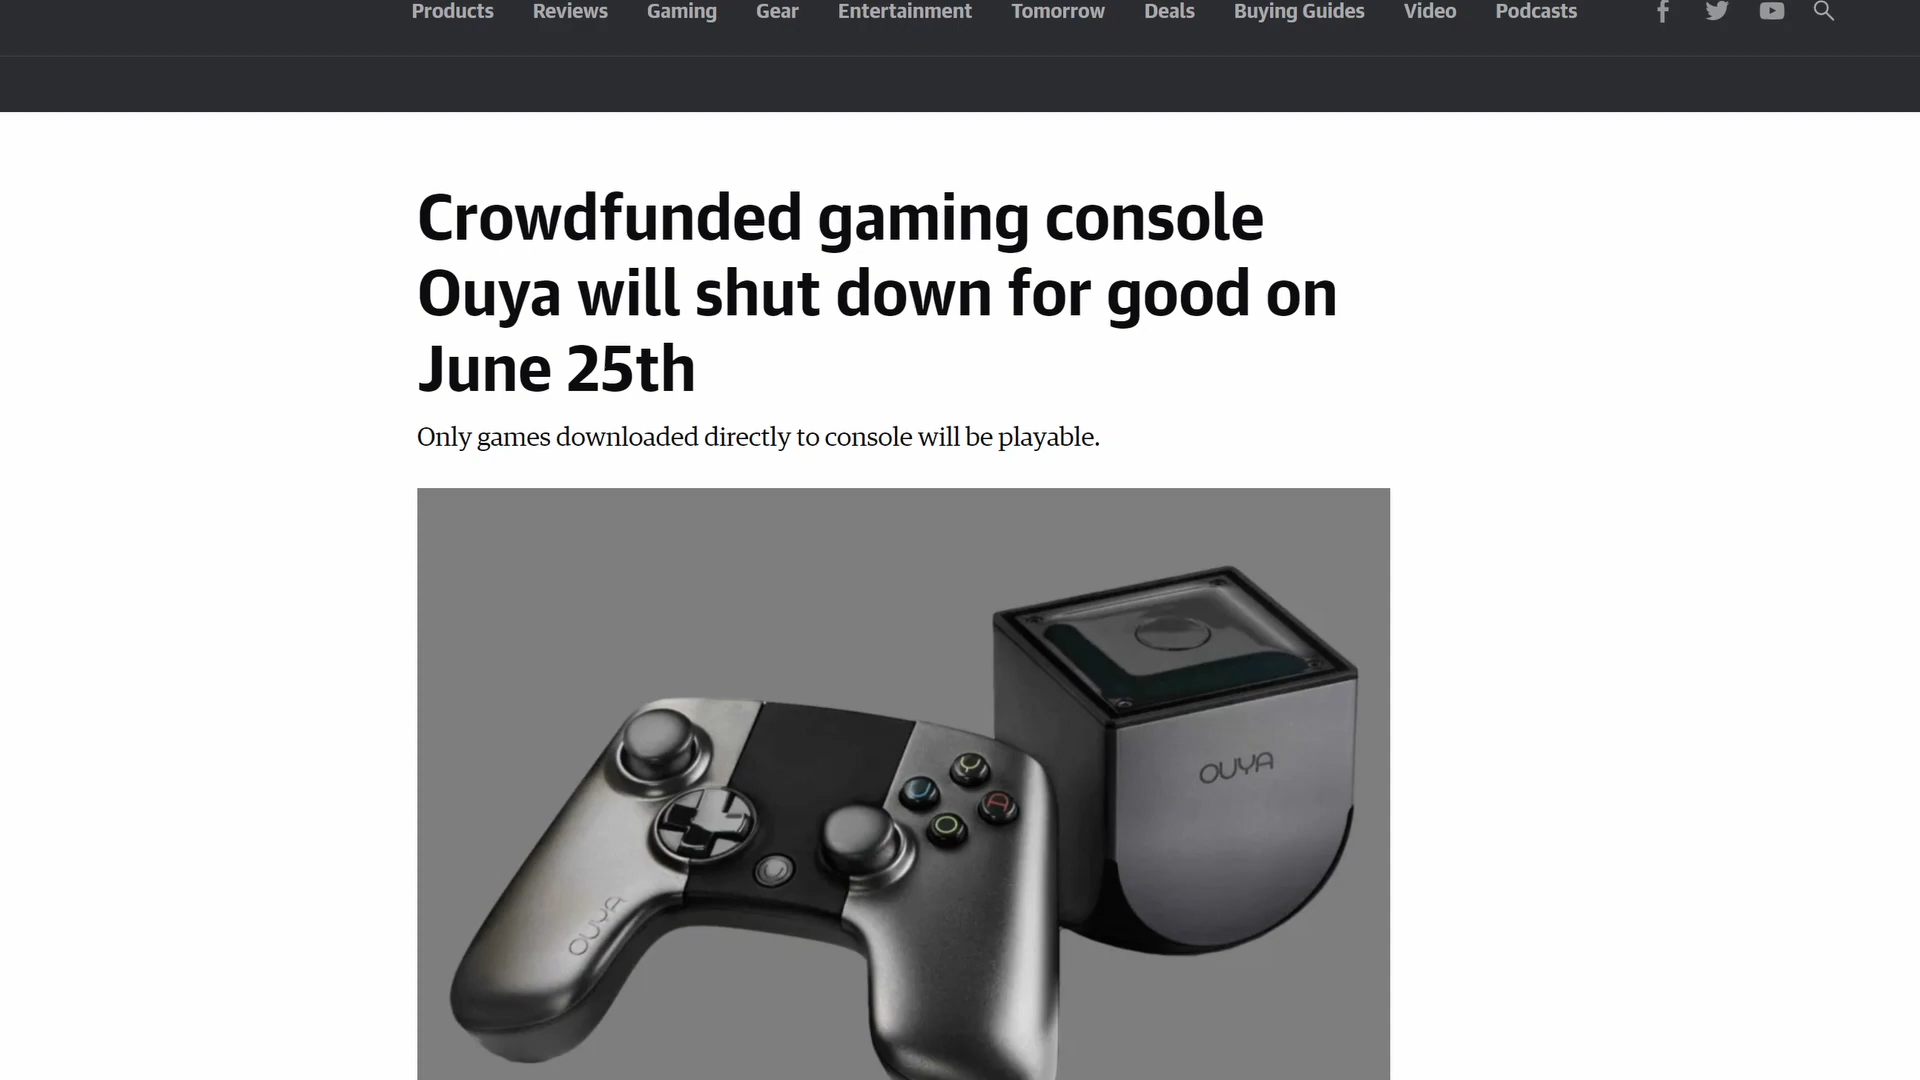 Products Reviews Gaming Gear Entertainment Tomorrow Deals Buying Guides Video Podcasts
Crowdfunded gaming console
Ouya will shut down for good on
June 25th
Only games downloaded directly to console will be playable.
OUYA
Y
U
A
O
OUYA